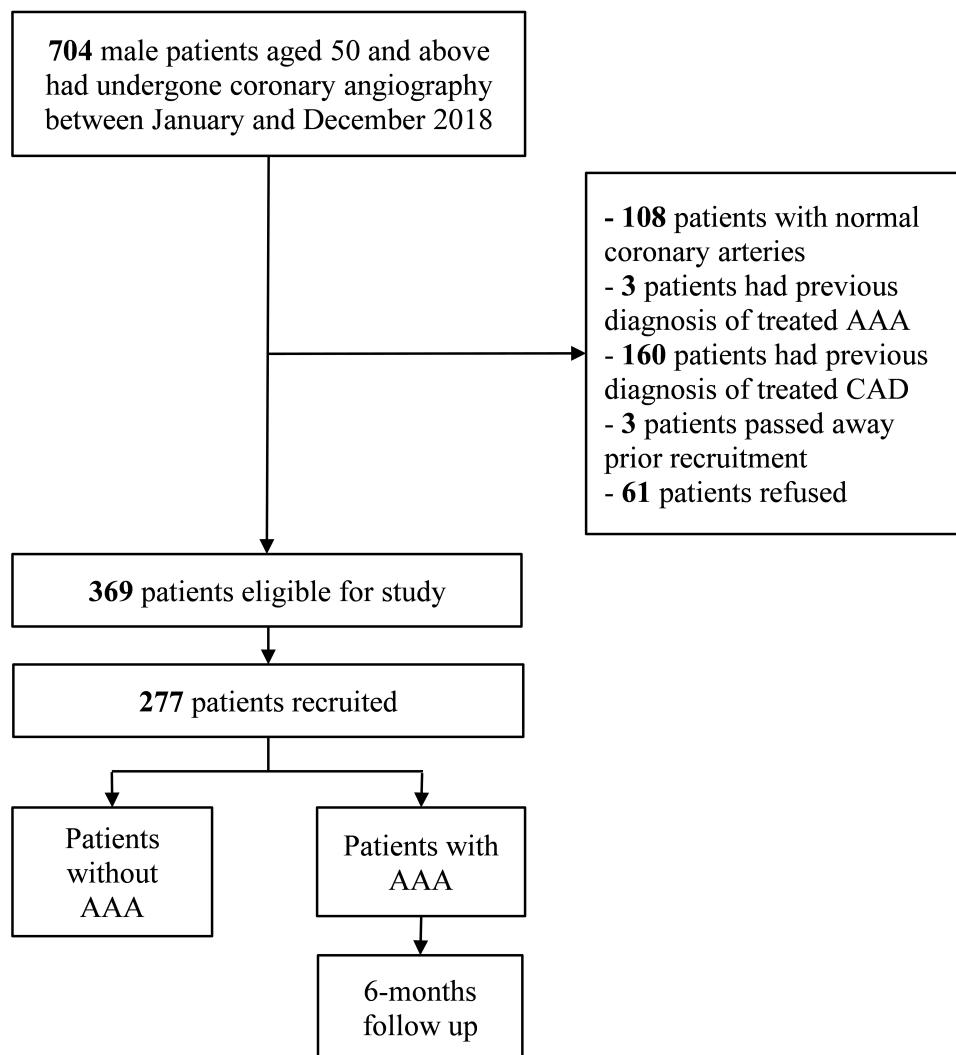 704 male patients aged 50 and above
had undergone coronary angiography
between January and December 2018
- 108 patients with normal
coronary arteries
- 3 patients had previous
diagnosis of treated AAA
- 160 patients had previous
diagnosis of treated CAD
- 3 patients passed away
prior recruitment
- 61 patients refused
369 patients eligible for study
277 patients recruited
Patients
without
AAA
Patients with
AAA
6-months
follow up